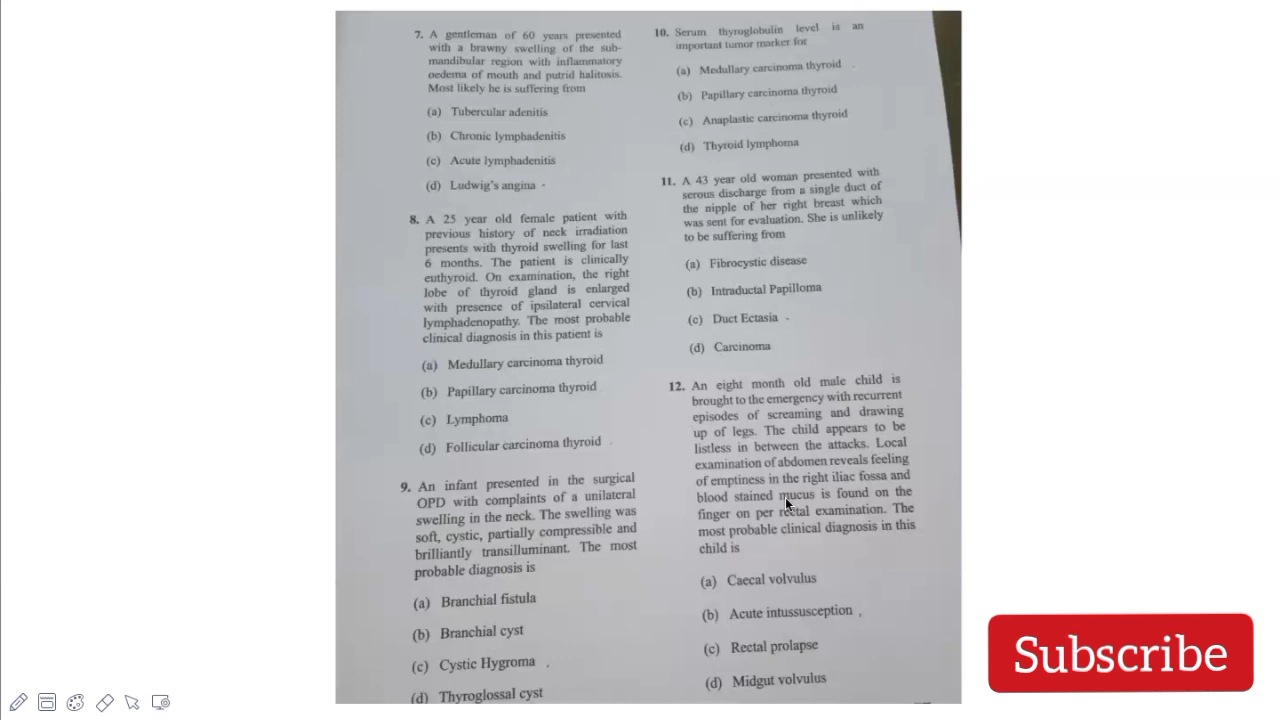 7. A gentleman of 60 years presented
with a brawny swelling of the sub-
mandibular region with inflammatory
oedema of mouth and putrid halitosis.
Most likely he is suffering from
(a) Tubercular adenitis
(b) Chronic lymphadenitis
(c) Acute lymphadenitis
(d) Ludwig's angina
8. A 25 year old female patient with
previous history of neck irradiation
presents with thyroid swelling for last
6 months. The patient is clinically
euthyroid. On examination, the right
lobe of thyroid gland is enlarged
with presence of ipsilateral cervical
lymphadenopathy. The most probable
clinical diagnosis in this patient is
(a) Medullary carcinoma thyroid
(b) Papillary carcinoma thyroid
(c) Lymphoma
(d) Follicular carcinoma thyroid
9. An infant presented in the surgical
OPD with complaints of a unilateral
swelling in the neck. The swelling was
soft, cystic, partially compressible and
brilliantly transilluminant. The most
probable diagnosis is
(a) Branchial fistula
(b) Branchial cyst
(c) Cystic Hygroma
(d) Thyroglossal cyst
10. Serum thyroglobulin level is an
important tumor marker for
(a) Medullary carcinoma thyroid
(b) Papillary carcinoma thyroid
(c) Anaplastic carcinoma thyroid
(d) Thyroid lymphoma
11. A 43 year old woman presented with
serous discharge from a single duct of
the nipple of her right breast which
was sent for evaluation. She is unlikely
to be suffering from
(a) Fibrocystic disease
(b) Intraductal Papilloma
(c) Duct Ectasia
(d) Carcinoma
12. An eight month old male child is
brought to the emergency with recurrent
episodes of screaming and drawing
up of legs. The child appears to be
listless in between the attacks. Local
examination of abdomen reveals feeling
of emptiness in the right iliac fossa and
blood stained mucus is found on the
finger on per rectal examination. The
most probable clinical diagnosis in this
child is
(a) Caecal volvulus
(b) Acute intussusception
(c) Rectal prolapse
(d) Midgut volvulus
Subscribe